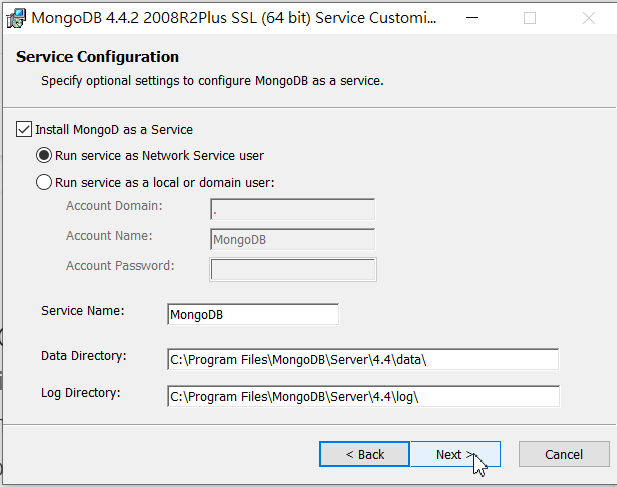 MongoDB 4.4.2 2008R2Plus SSL (64 bit) Service Customi...
Service Configuration
Specify optional settings to configure MongoDB as a service.
Install MongoD as a Service
Run service as Network Service user
Run service as a local or domain user:
Account Domain: .
Account Name: MongoDB
Account Password:
Service Name: MongoDB
Data Directory: C:\Program Files\MongoDB\Server\4.4\data\
Log Directory: C:\Program Files\MongoDB\Server\4.4\log\
< Back Next > Cancel